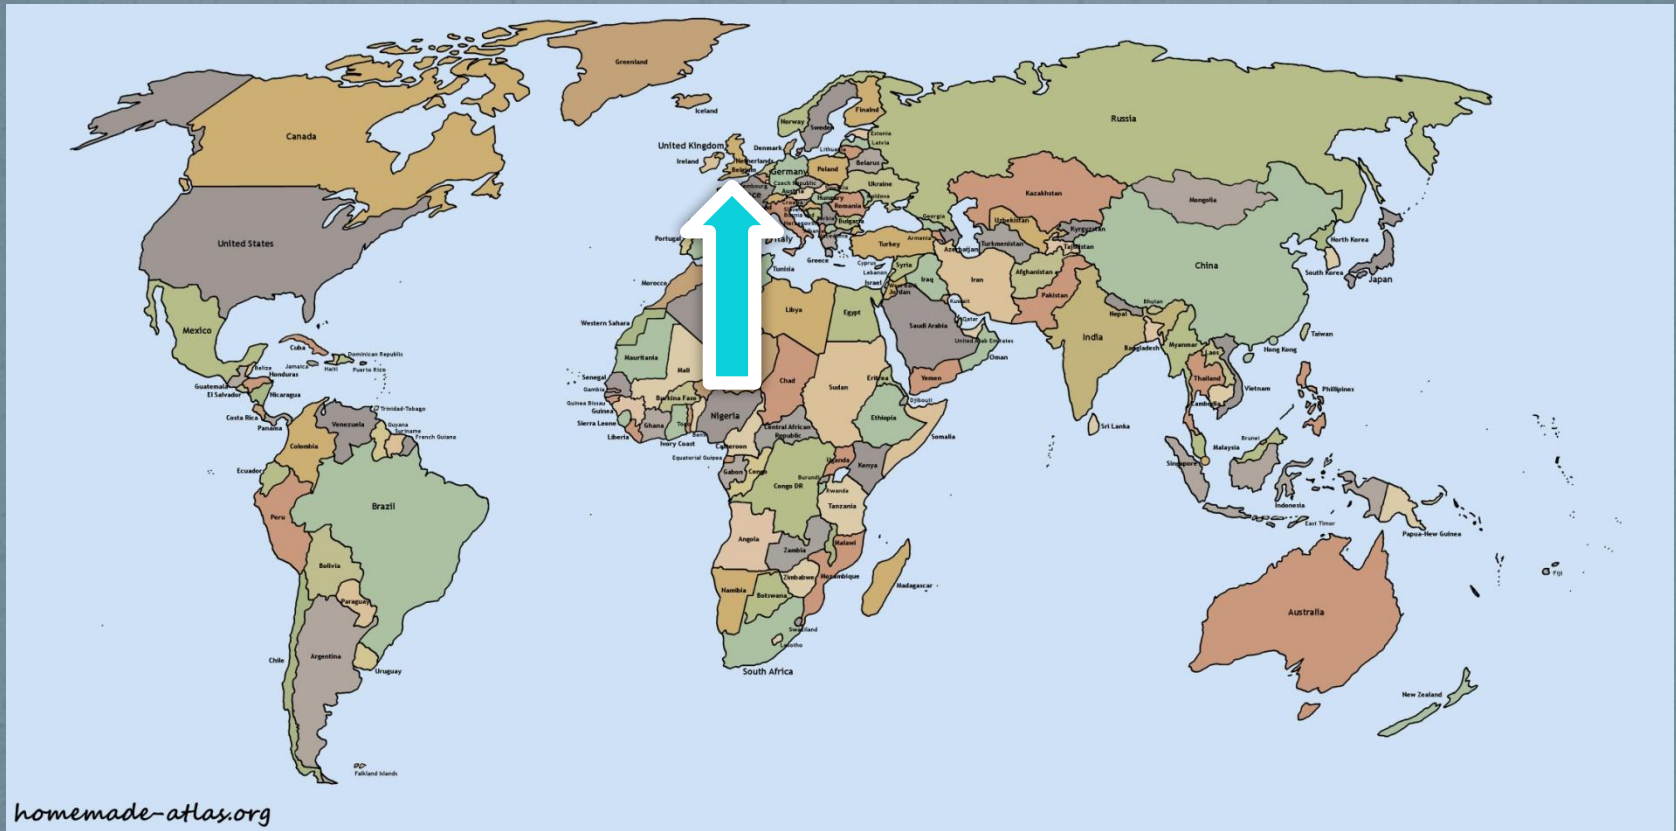 Greenland
Iceland
Canada
United States
Mexico
Cuba
Dominican Republic
Jamaica
Haiti
Puerto Rico
Belize
Honduras
Guatemala
El Salvador
Nicaragua
Costa Rica
Panama
Trinidad-Tobago
Venezuela
Guyana
Suriname
French Guiana
Colombia
Ecuador
Brazil
Peru
Bolivia
Paraguay
Chile
Argentina
Uruguay
Falkland Islands
United Kingdom
Ireland
Norway
Sweden
Finalnd
Estonia
Latvia
Denmark
Netherlands
Belgium
Germany
Poland
Belarus
Czech Republic
Ukraine
Hungary
Romania
Bulgaria
Portugal
Italy
Greece
Turkey
Georgia
Armenia
Azerbaijan
Cyprus
Lebanon
Israel
Syria
Jordan
Iraq
Iran
Kuwait
Qatar
Saudi Arabia
United Arab Emirates
Oman
Yemen
Russia
Kazakhstan
Uzbekistan
Turkmenistan
Kyrgyzstan
Afghanistan
Pakistan
India
Nepal
Bhutan
Bangladesh
Sri Lanka
Mongolia
China
North Korea
South Korea
Japan
Taiwan
Hong Kong
Myanmar
Laos
Thailand
Cambodia
Vietnam
Phillipines
Malaysia
Brunei
Singapore
Indonesia
East Timor
Papua-New Guinea
Fiji
Australia
New Zealand
Morocco
Tunisia
Western Sahara
Libya
Egypt
Mauritania
Mali
Chad
Sudan
Eritrea
Djibouti
Senegal
Gambia
Guinea Bissau
Guinea
Sierra Leone
Liberia
Burkina Faso
Ghana
Togo
Ivory Coast
Nigeria
Cameroon
Equatorial Guinea
Central African
Republic
Ethiopia
Somalia
Gabon
Congo
Congo DR
Uganda
Kenya
Burundi
Rwanda
Tanzania
Angola
Zambia
Malawi
Zimbabwe
Mozambique
Madagascar
Namibia
Botswana
Swaziland
Lesotho
South Africa
homemade-atlas.org